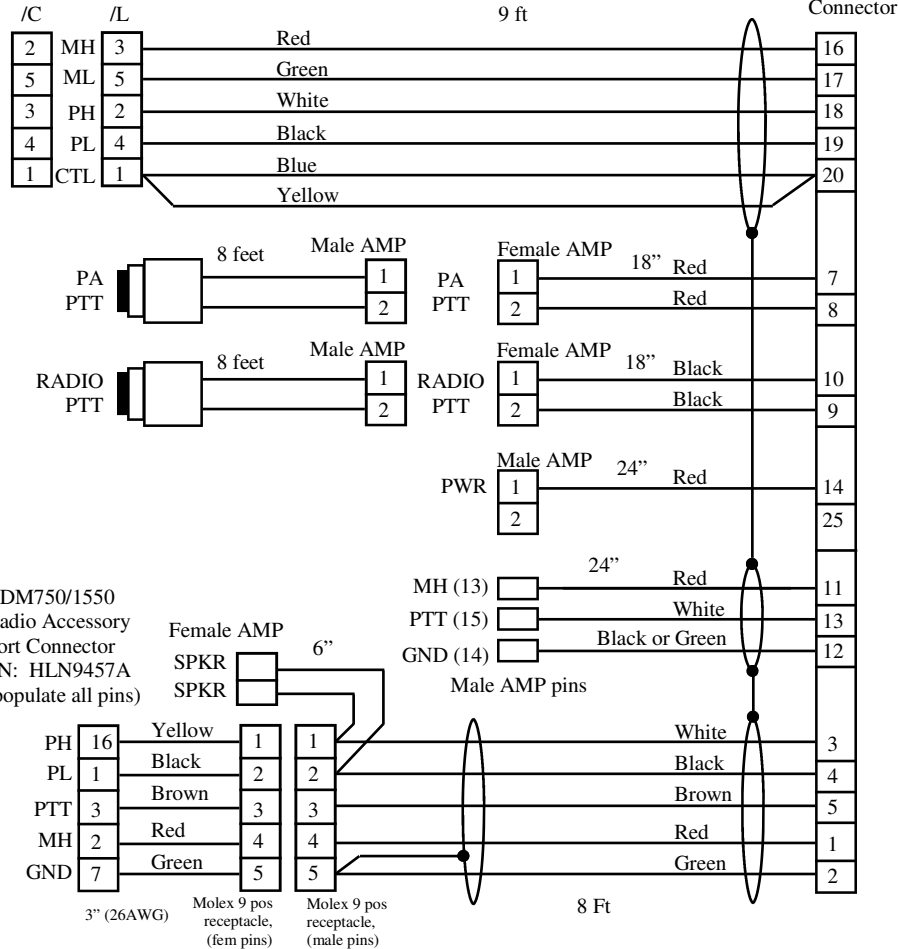 /C /L 9 ft Connector
2 MH 3 Red 16
5 ML 5 Green 17
3 PH 2 White 18
4 PL 4 Black 19
1 CTL 1 Blue 20
Yellow
8 feet Male AMP Female AMP 18”
PA PTT 1 PA PTT 1 Red 7
2 2 Red 8
8 feet Male AMP Female AMP 18”
RADIO PTT 1 RADIO PTT 1 Black 10
2 2 Black 9
Male AMP 24”
PWR 1 Red 14
2 25
24”
MH (13) Red 11
PTT (15) White 13
GND (14) Black or Green 12
Male AMP pins
DM750/1550
adio Accessory
ort Connector
N: HLN9457A
populate all pins)
Female AMP 6”
SPKR
SPKR
PH 16 Yellow 1 1 White 3
PL 1 Black 2 2 Black 4
PTT 3 Brown 3 3 Brown 5
MH 2 Red 4 4 Red 1
GND 7 Green 5 5 Green 2
3” (26AWG)
Molex 9 pos
receptacle,
(fem pins)
Molex 9 pos
receptacle,
(male pins)
8 Ft